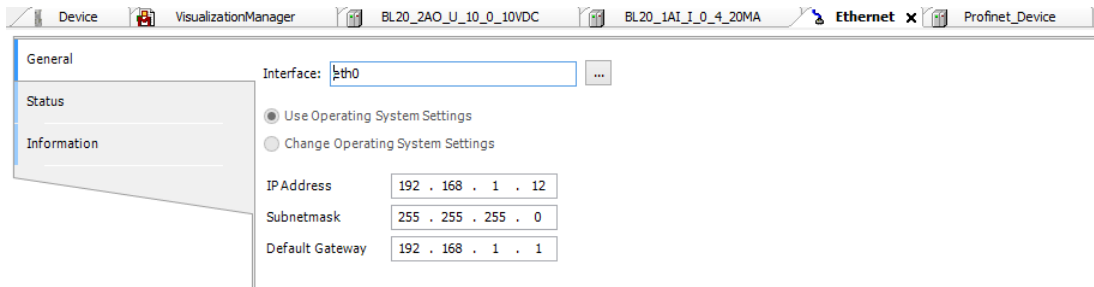 Device VisualizationManager BL20_2AO_U_10_0_10VDC BL20_1AI_I_0_4_20MA Ethernet x Profinet_Device
General
Interface: eth0 ...
Status
Use Operating System Settings
Information
Change Operating System Settings
IP Address 192 . 168 . 1 . 12
Subnetmask 255 . 255 . 255 . 0
Default Gateway 192 . 168 . 1 . 1